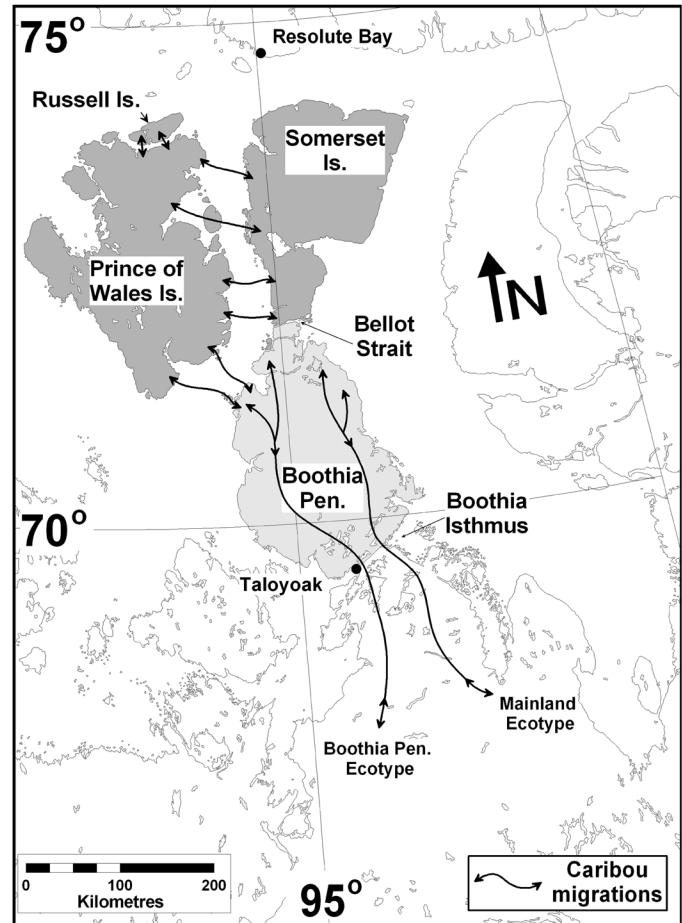 75°
Resolute Bay
Russell Is.
Somerset
Is.
Prince of
Wales Is.
N
Bellot
Strait
Boothia
Pen.
Boothia
Isthmus
70°
Taloyoak
Mainland
Ecotype
Boothia Pen.
Ecotype
0 100 200
Kilometres
95°
Caribou
migrations